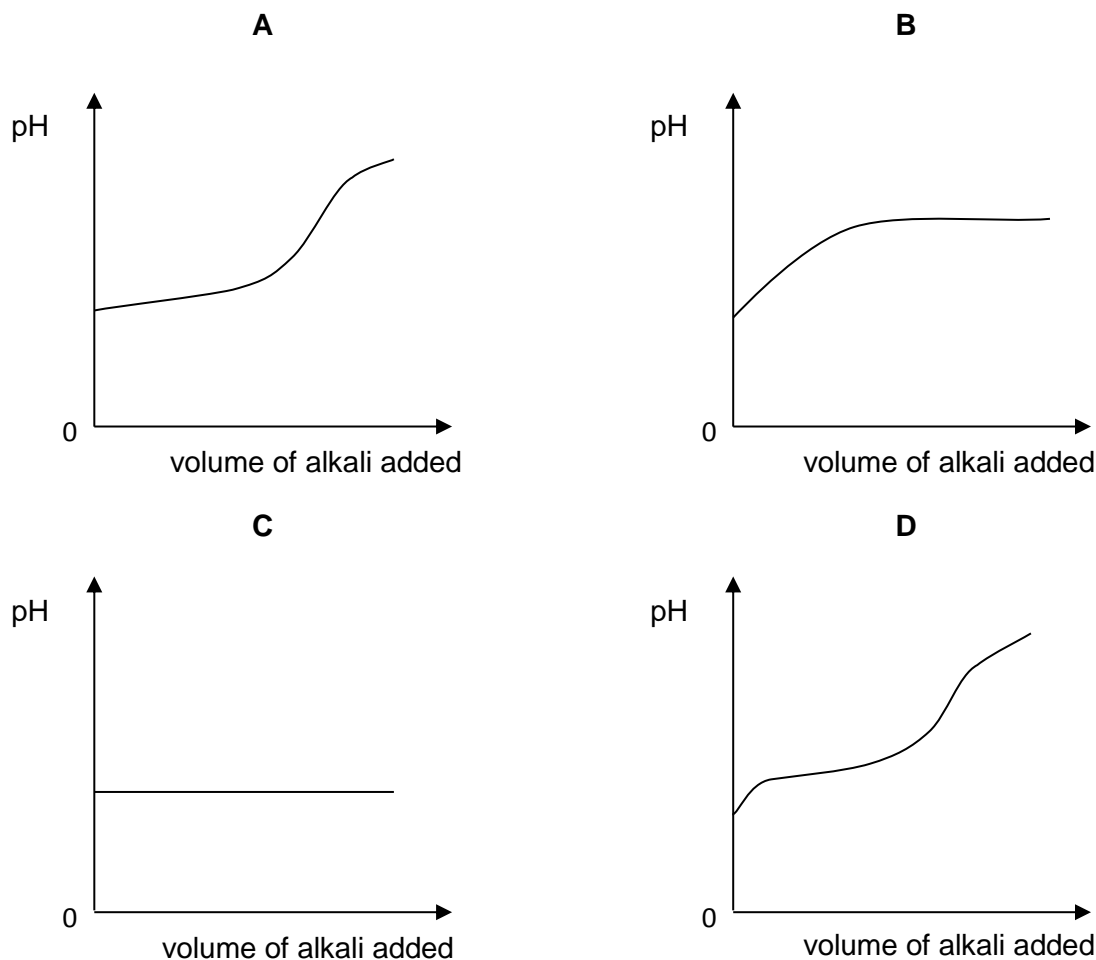 A
pH
0
volume of alkali added
B
pH
0
volume of alkali added
C
pH
0
volume of alkali added
D
pH
0
volume of alkali added